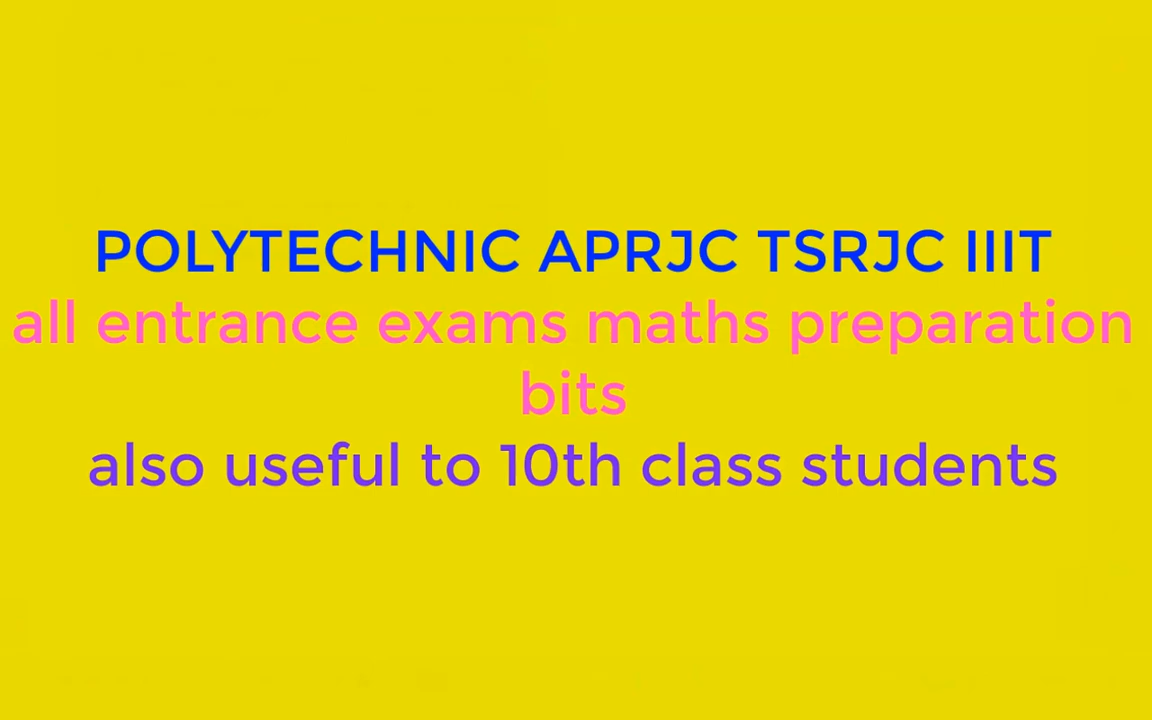 POLYTECHNIC APRJC TSRJC IIIT
all entrance exams maths preparation
bits
also useful to 10th class students